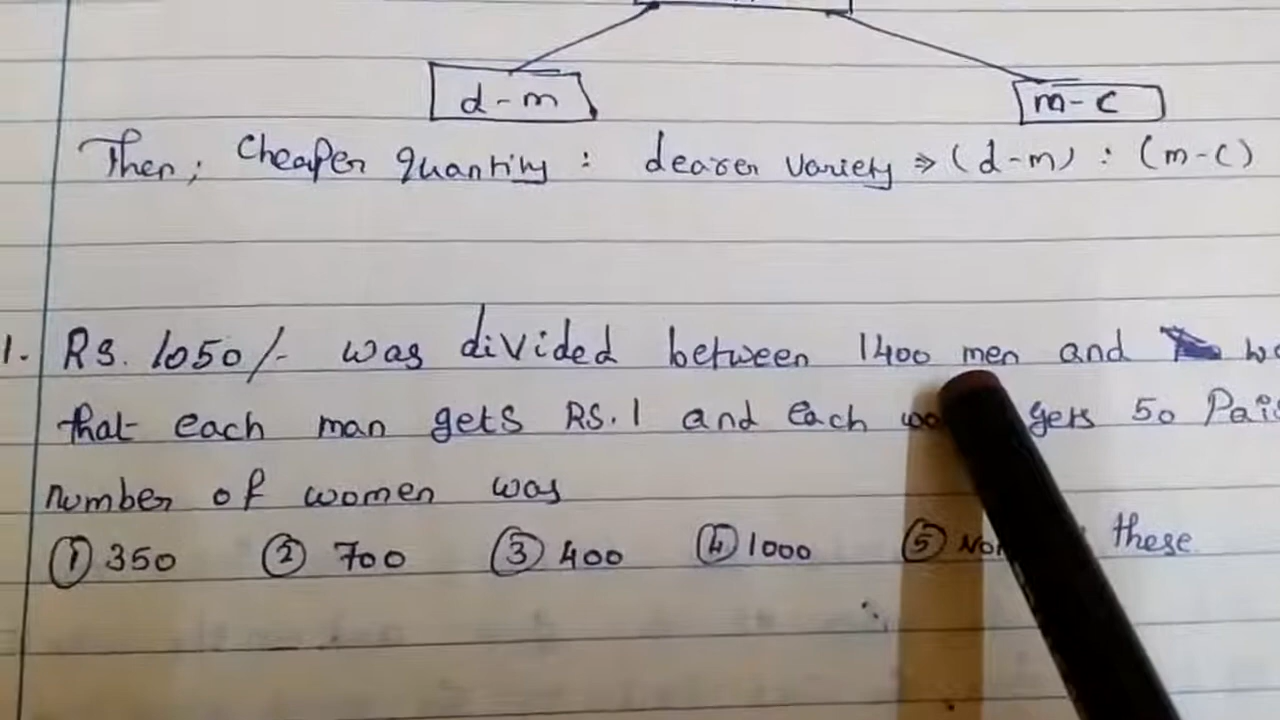 d-m
m-c
Then; Cheaper quantity : dearer variety ⇒ (d-m) : (m-c)
1. Rs. 1050/- was divided between 1400 men and
that each man gets RS.1 and each gets 50
number of women was
① 350 ② 700 ③ 400 ④ 1000 ⑤ these